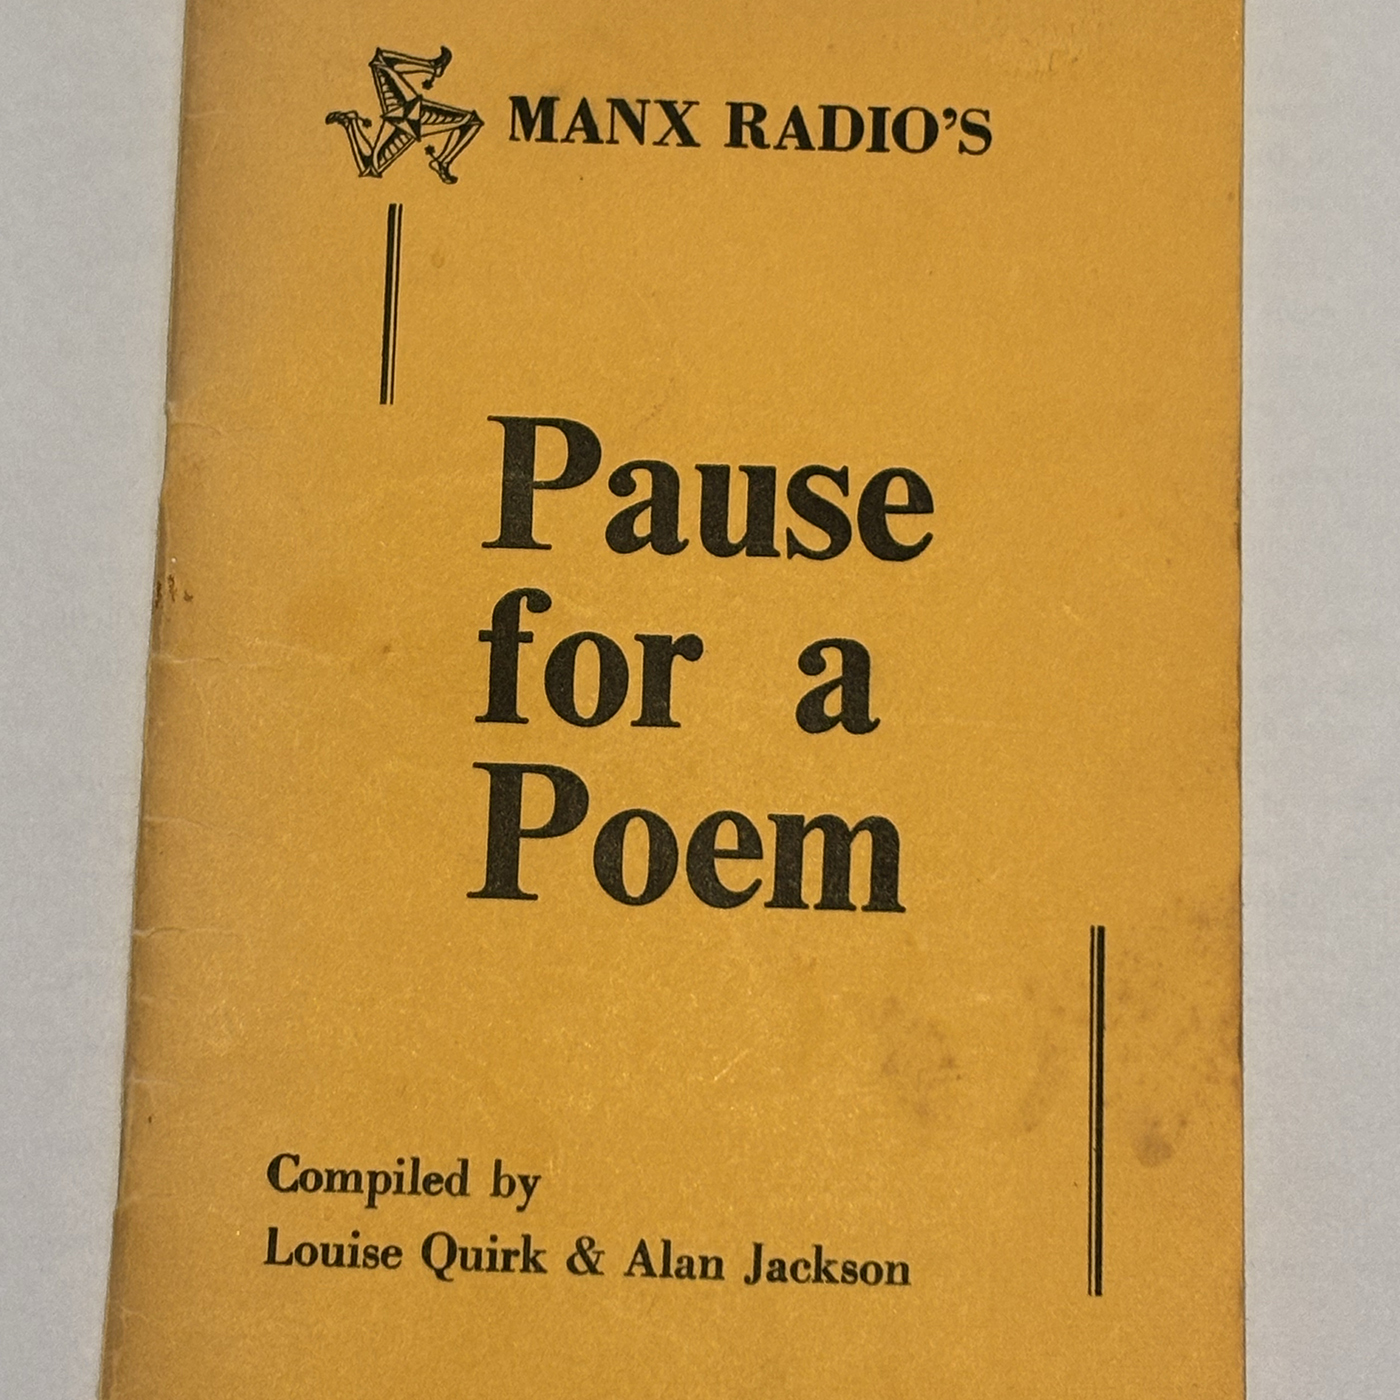 MANX RADIO'S
Pause
for a
Poem
Compiled by
Louise Quirk & Alan Jackson